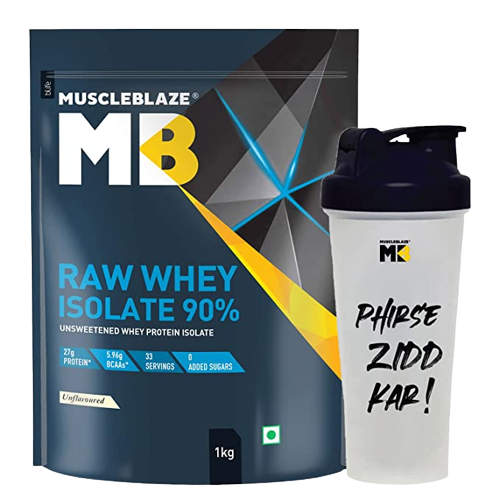 blife
MUSCLEBLAZE®
MB
RAW WHEY
ISOLATE 90%
UNSWEETENED WHEY PROTEIN ISOLATE
27g
PROTEIN*
5.96g
BCAAs*
33
SERVINGS
0
ADDED SUGARS
Unflavoured
1kg
MUSCLEBLAZE®
MB
PHIRSE
ZIDD
KAR!